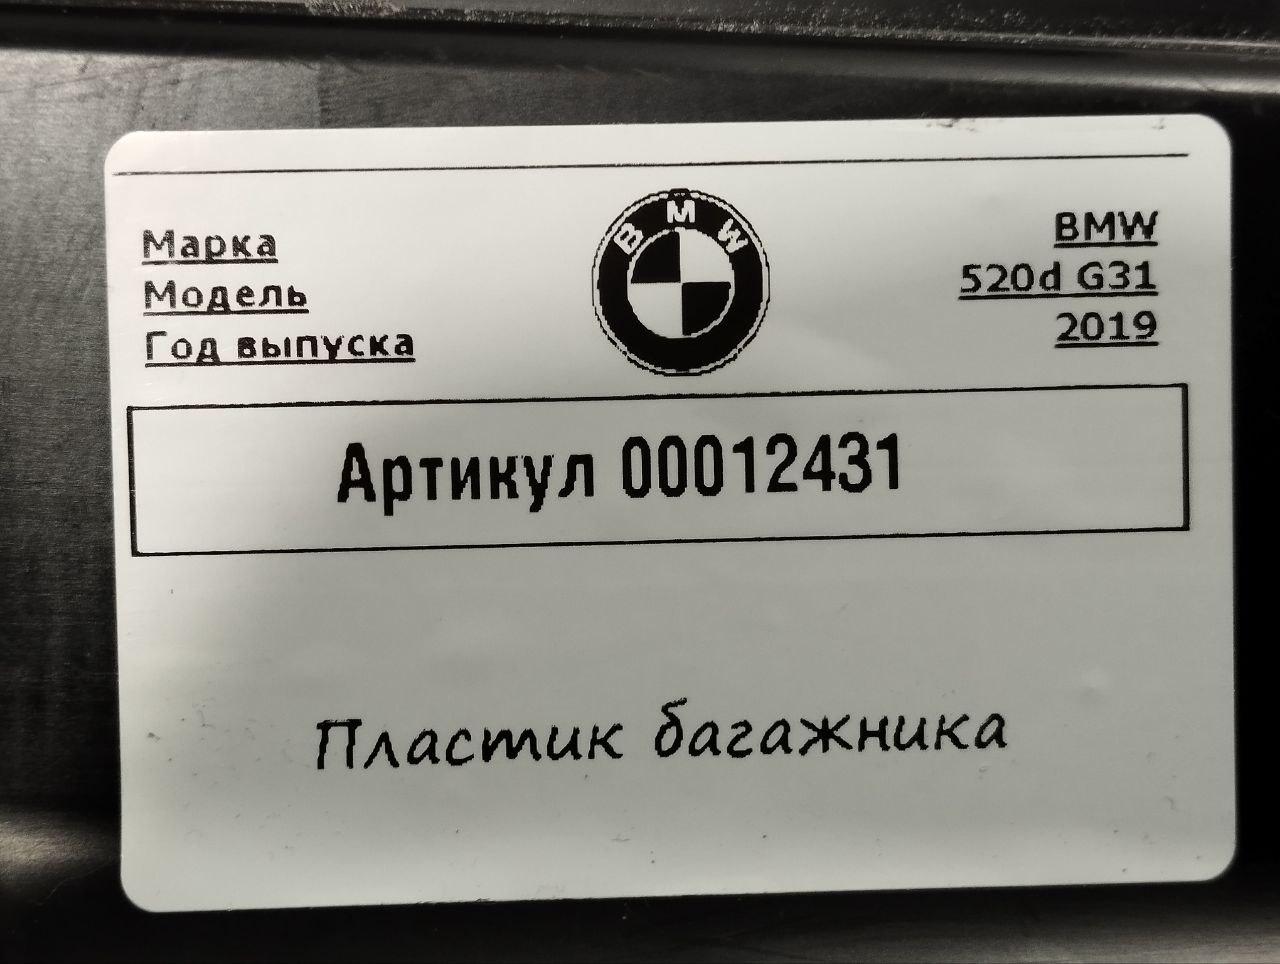 Марка BMW
Модель 520d G31
Год выпуска 2019
BMW
Артикул 00012431
Пластик багажника